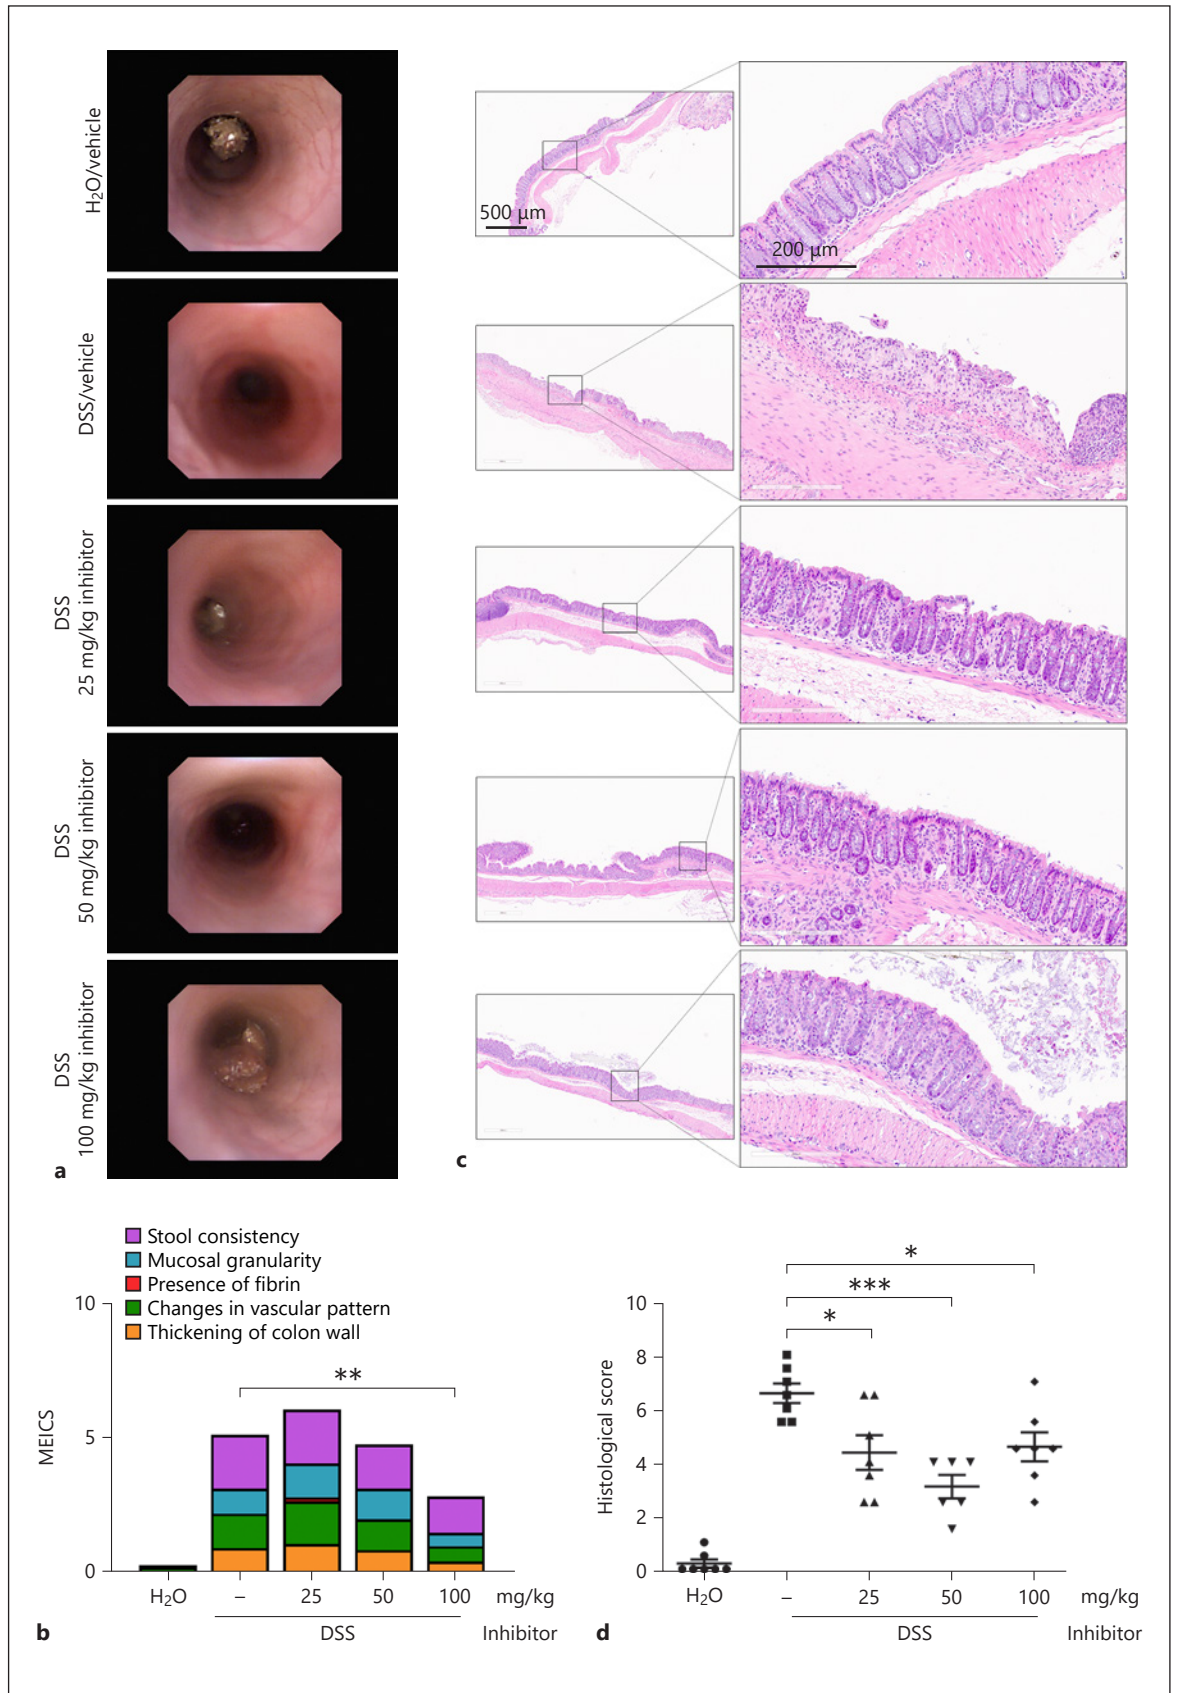 H2O/vehicle
DSS/vehicle
DSS
25 mg/kg inhibitor
DSS
50 mg/kg inhibitor
DSS
100 mg/kg inhibitor
a
500 µm
200 µm
c
Stool consistency
Mucosal granularity
Presence of fibrin
Changes in vascular pattern
Thickening of colon wall
10
5
0
MEICS
**
H2O
–
25
50
100
mg/kg
DSS
Inhibitor
b
*
***
*
10
8
6
4
2
0
Histological score
H2O
–
25
50
100
mg/kg
DSS
Inhibitor
d